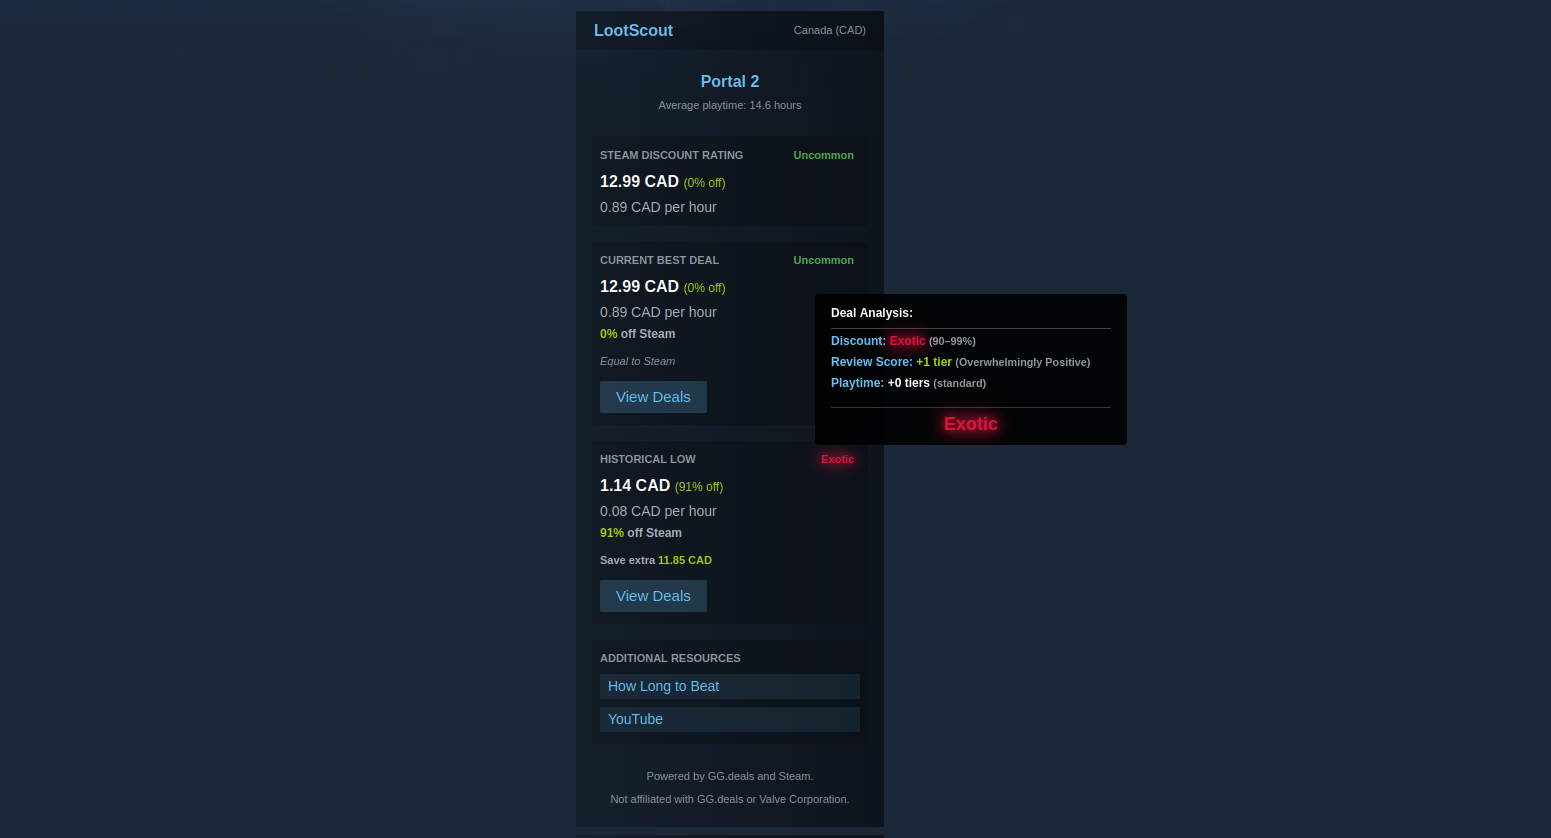 LootScout
Canada (CAD)
Portal 2
Average playtime: 14.6 hours
STEAM DISCOUNT RATING
Uncommon
12.99 CAD (0% off)
0.89 CAD per hour
CURRENT BEST DEAL
Uncommon
12.99 CAD (0% off)
0.89 CAD per hour
0% off Steam
Equal to Steam
View Deals
Deal Analysis:
Discount: Exotic (90–99%)
Review Score: +1 tier (Overwhelmingly Positive)
Playtime: +0 tiers (standard)
Exotic
HISTORICAL LOW
Exotic
1.14 CAD (91% off)
0.08 CAD per hour
91% off Steam
Save extra 11.85 CAD
View Deals
ADDITIONAL RESOURCES
How Long to Beat
YouTube
Powered by GG.deals and Steam.
Not affiliated with GG.deals or Valve Corporation.